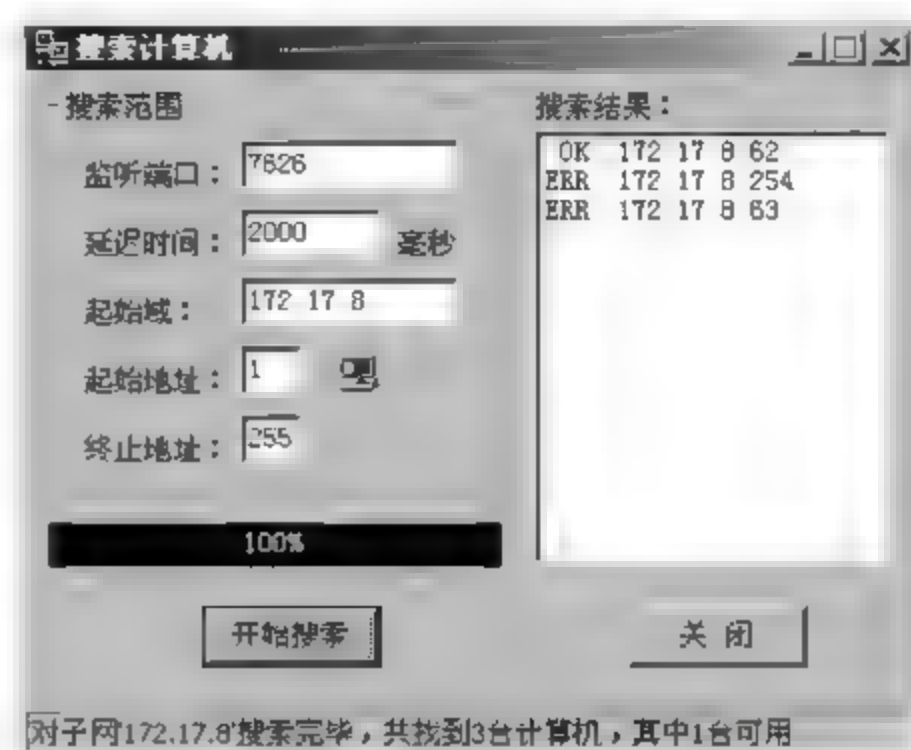 搜索计算机
搜索范围
监听端口： 7626
延迟时间： 2000 毫秒
起始域： 172 17 8
起始地址： 1
终止地址： 255
100%
开始搜索
搜索结果：
OK 172 17 8 62
ERR 172 17 8 254
ERR 172 17 8 63
关闭
对子网172.17.8'搜索完毕，共找到3台计算机，其中1台可用